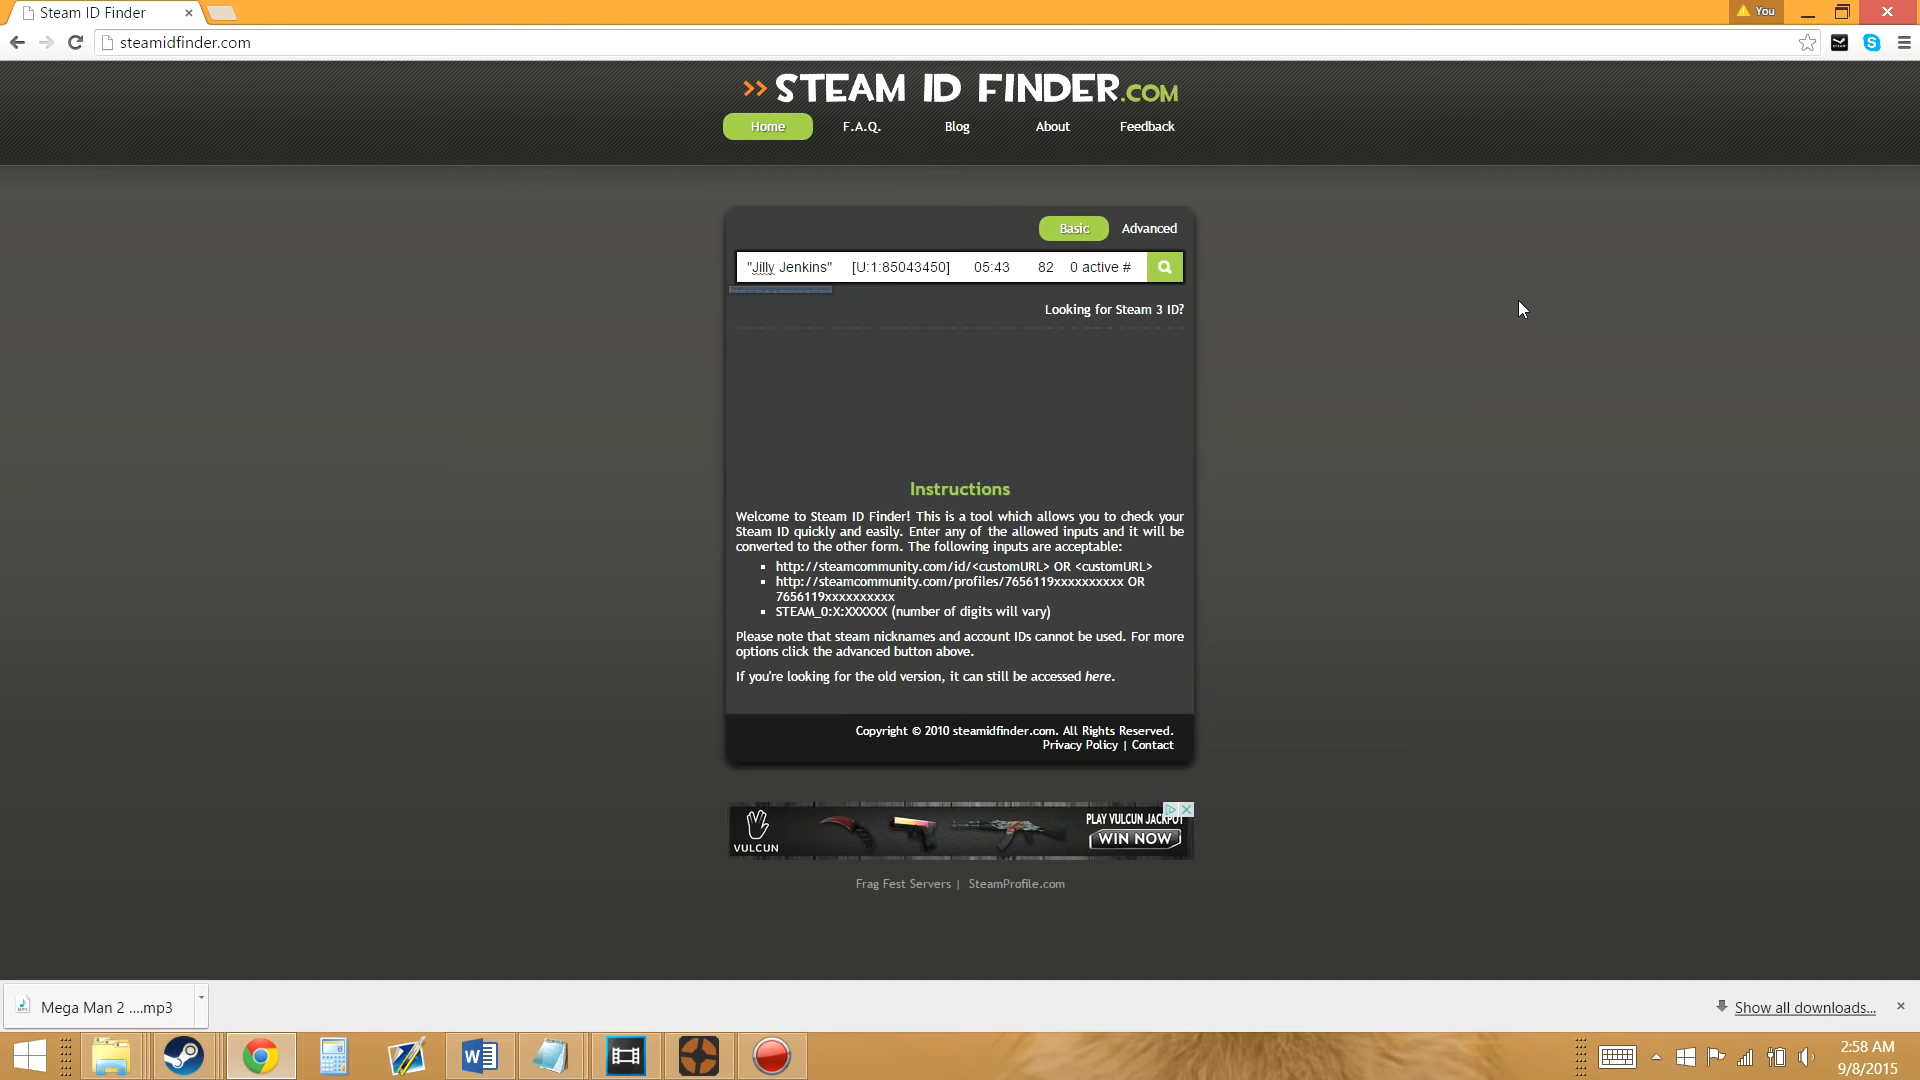 Steam ID Finder
You
steamidfinder.com
>> STEAM ID FINDER.COM
Home F.A.Q. Blog About Feedback
Basic Advanced
"Jilly Jenkins" [U:1:85043450] 05:43 82 0 active #
Looking for Steam 3 ID?
Instructions
Welcome to Steam ID Finder! This is a tool which allows you to check your
Steam ID quickly and easily. Enter any of the allowed inputs and it will be
converted to the other form. The following inputs are acceptable:
http://steamcommunity.com/id/<customURL> OR <customURL>
http://steamcommunity.com/profiles/7656119xxxxxxxxxx OR
7656119xxxxxxxxxx
STEAM_0:X:XXXXXX (number of digits will vary)
Please note that steam nicknames and account IDs cannot be used. For more
options click the advanced button above.
If you're looking for the old version, it can still be accessed here.
Copyright © 2010 steamidfinder.com. All Rights Reserved.
Privacy Policy | Contact
VULCUN
PLAY VULCUN JACKPOT
WIN NOW
Frag Fest Servers | SteamProfile.com
Mega Man 2 ....mp3
Show all downloads...
2:58 AM
9/8/2015